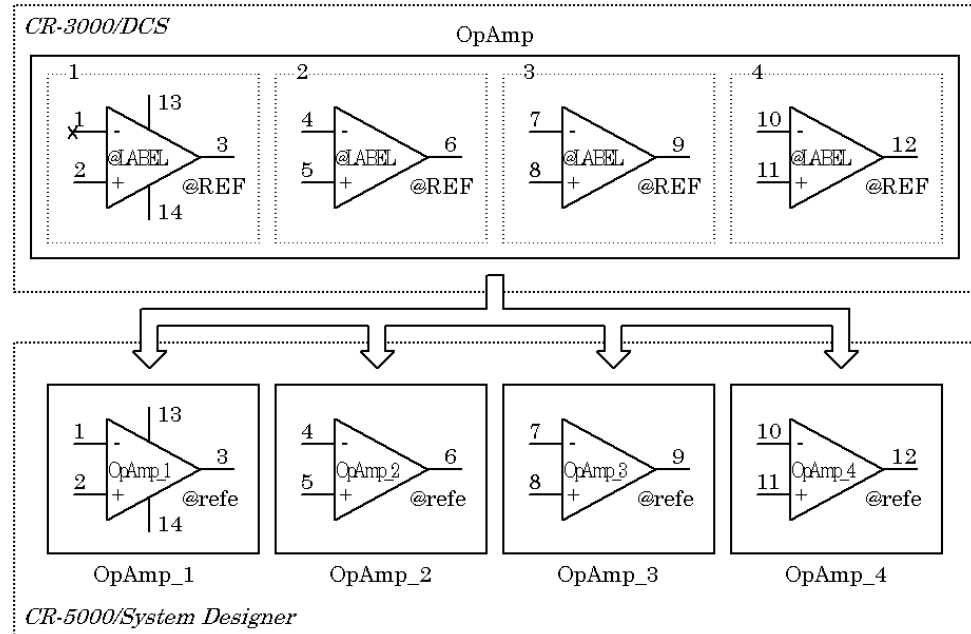 CR-3000/DCS
OpAmp
1 2 3 4
13
1 - 3 4 - 6 7 - 9 10 - 12
@LABEL @LABEL @LABEL @LABEL
2 + @REF 5 + @REF 8 + @REF 11 + @REF
14
13
1 - 3 4 - 6 7 - 9 10 - 12
OpAmp_1 OpAmp_2 OpAmp_3 OpAmp_4
2 + @refe 5 + @refe 8 + @refe 11 + @refe
14
OpAmp_1 OpAmp_2 OpAmp_3 OpAmp_4
CR-5000/System Designer